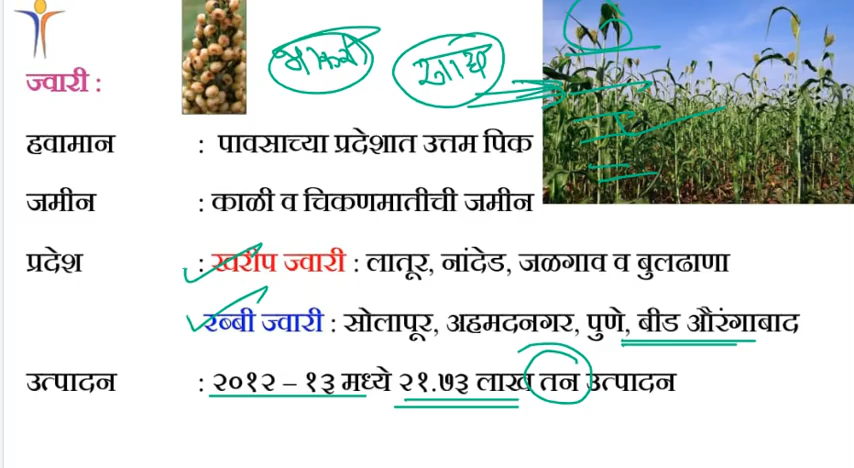 ज्वारी :
हवामान : पावसाच्या प्रदेशात उत्तम पिक
जमीन : काळी व चिकणमातीची जमीन
प्रदेश : खरीप ज्वारी : लातूर, नांदेड, जळगाव व बुलढाणा
रब्बी ज्वारी : सोलापूर, अहमदनगर, पुणे, बीड औरंगाबाद
उत्पादन : २०१२ – १३ मध्ये २१.७३ लाख तन उत्पादन